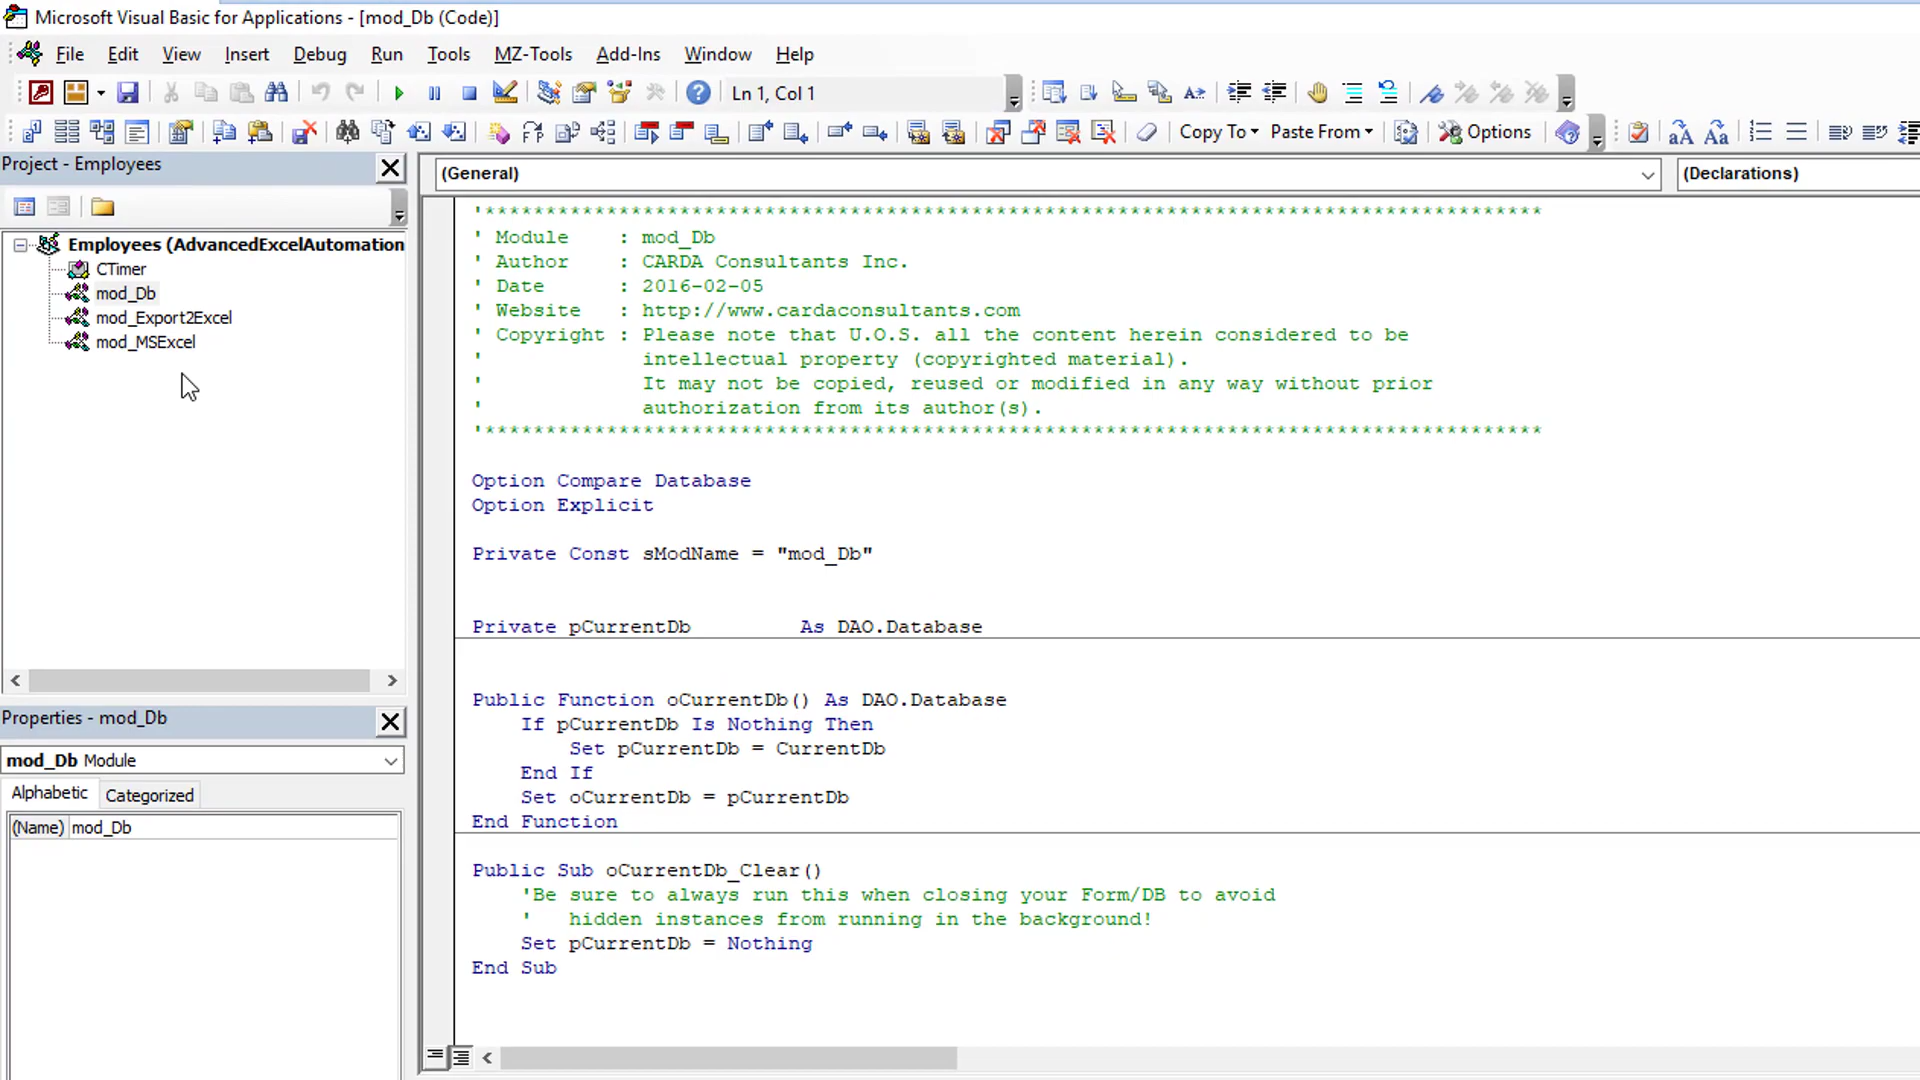 Microsoft Visual Basic for Applications - [mod_Db (Code)]
File Edit View Insert Debug Run Tools MZ-Tools Add-Ins Window Help
Ln 1, Col 1
Copy To Paste From Options
Project - Employees
(General) (Declarations)
Employees (AdvancedExcelAutomation
CTimer
mod_Db
mod_Export2Excel
mod_MSExcel
Properties - mod_Db
mod_Db Module
Alphabetic Categorized
(Name) mod_Db
'***************************************************************************************
' Module    : mod_Db
' Author    : CARDA Consultants Inc.
' Date      : 2016-02-05
' Website   : http://www.cardaconsultants.com
' Copyright : Please note that U.O.S. all the content herein considered to be
'             intellectual property (copyrighted material).
'             It may not be copied, reused or modified in any way without prior
'             authorization from its author(s).
'***************************************************************************************
Option Compare Database
Option Explicit
Private Const sModName = "mod_Db"
Private pCurrentDb         As DAO.Database
Public Function oCurrentDb() As DAO.Database
    If pCurrentDb Is Nothing Then
        Set pCurrentDb = CurrentDb
    End If
    Set oCurrentDb = pCurrentDb
End Function
Public Sub oCurrentDb_Clear()
    'Be sure to always run this when closing your Form/DB to avoid
    '   hidden instances from running in the background!
    Set pCurrentDb = Nothing
End Sub